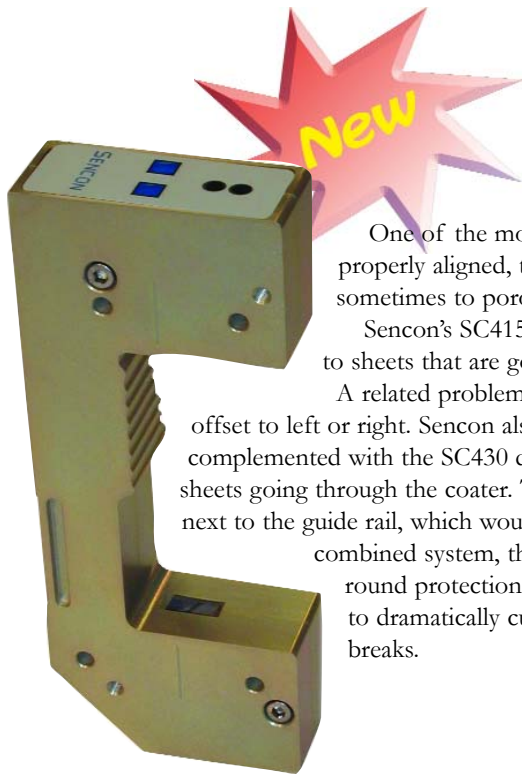 New
SENCON
One of the mo
properly aligned, t
sometimes to porc
Sencon's SC415
to sheets that are go
A related problem
offset to left or right. Sencon als
complemented with the SC430 c
sheets going through the coater. T
next to the guide rail, which wou
combined system, th
round protection
to dramatically cu
breaks.